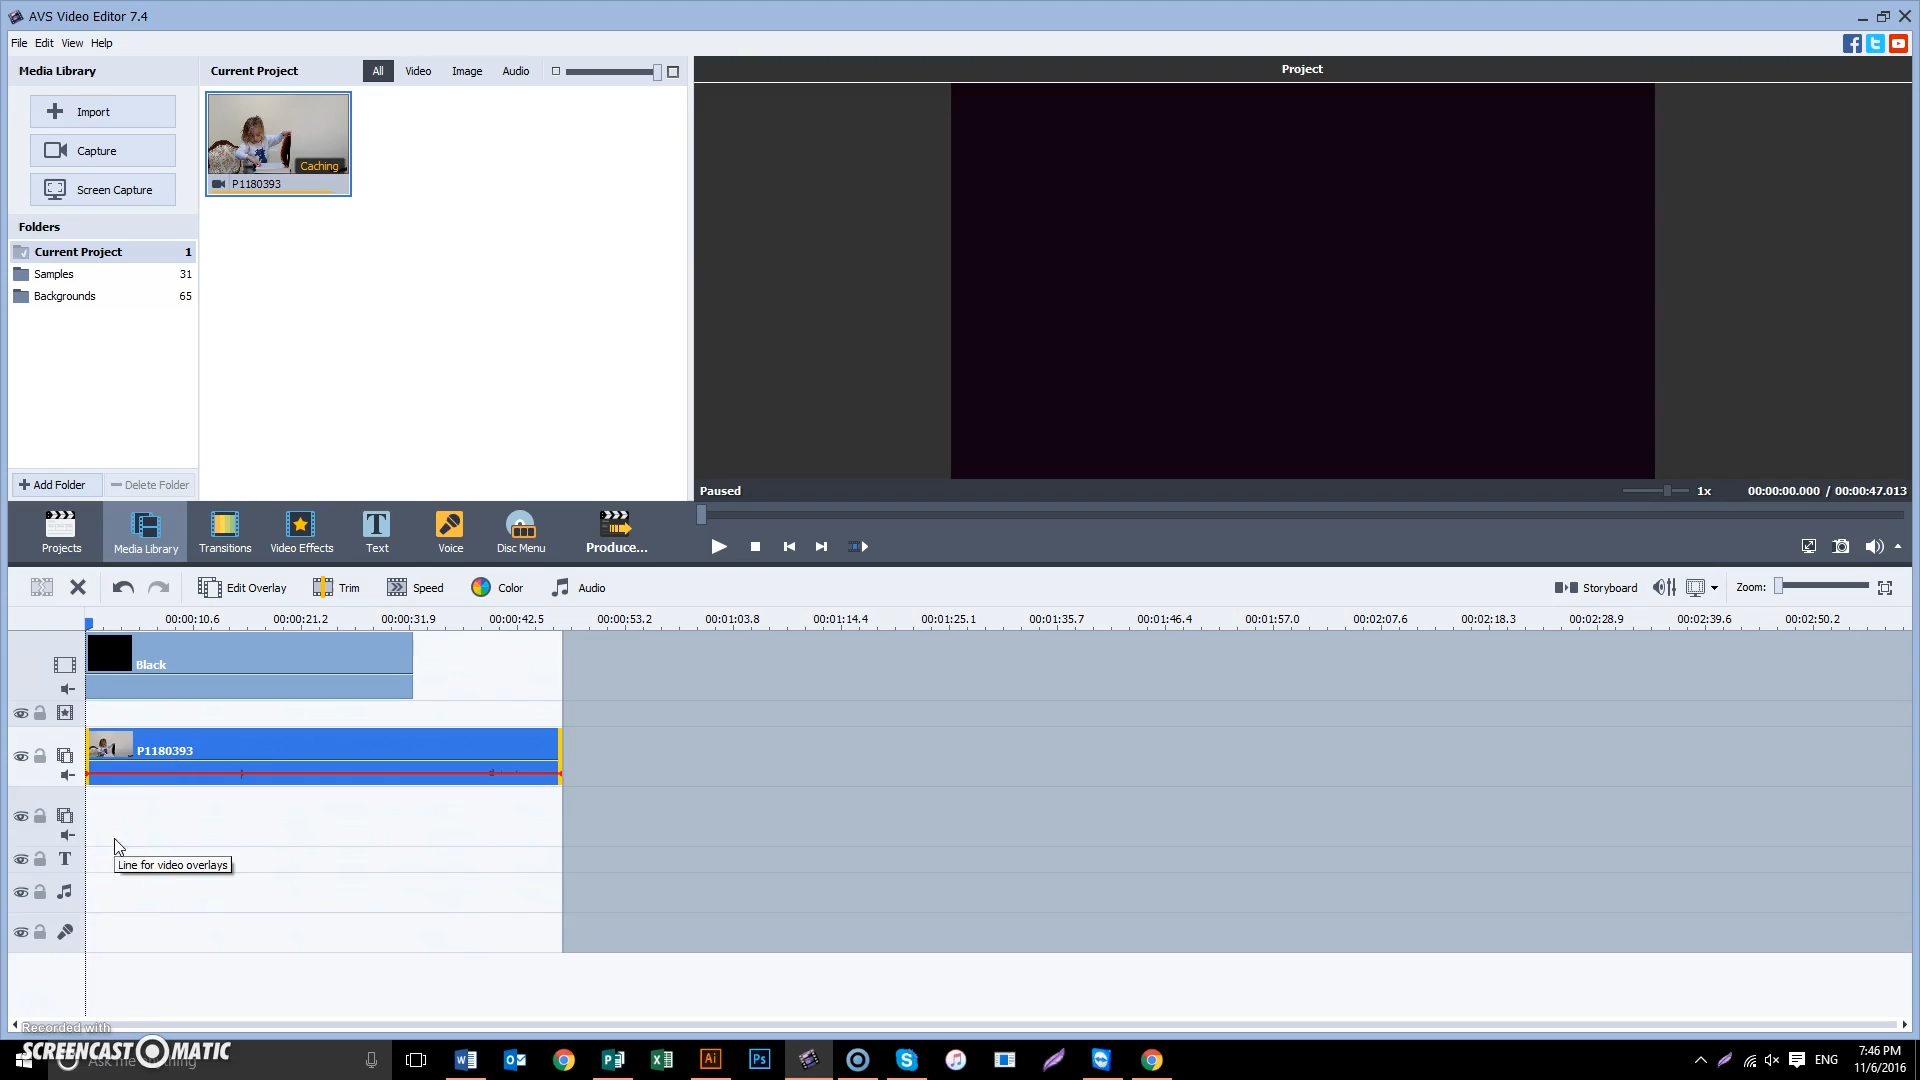 AVS Video Editor 7.4
File Edit View Help
Media Library
Current Project
All
Video
Image
Audio
Project
Import
Capture
Screen Capture
Caching
P1180393
Folders
Current Project 1
Samples 31
Backgrounds 65
Add Folder
Delete Folder
Paused
1x
00:00:00.000 / 00:00:47.013
Projects
Media Library
Transitions
Video Effects
Text
Voice
Disc Menu
Produce...
Edit Overlay
Trim
Speed
Color
Audio
Storyboard
Zoom:
00:00:10.6 00:00:21.2 00:00:31.9 00:00:42.5 00:00:53.2 00:01:03.8 00:01:14.4 00:01:25.1 00:01:35.7 00:01:46.4 00:01:57.0 00:02:07.6 00:02:18.3 00:02:28.9 00:02:39.6 00:02:50.2
Black
P1180393
Line for video overlays
Recorded with
SCREENCAST-O-MATIC
Ask me anything
ENG
7:46 PM
11/6/2016